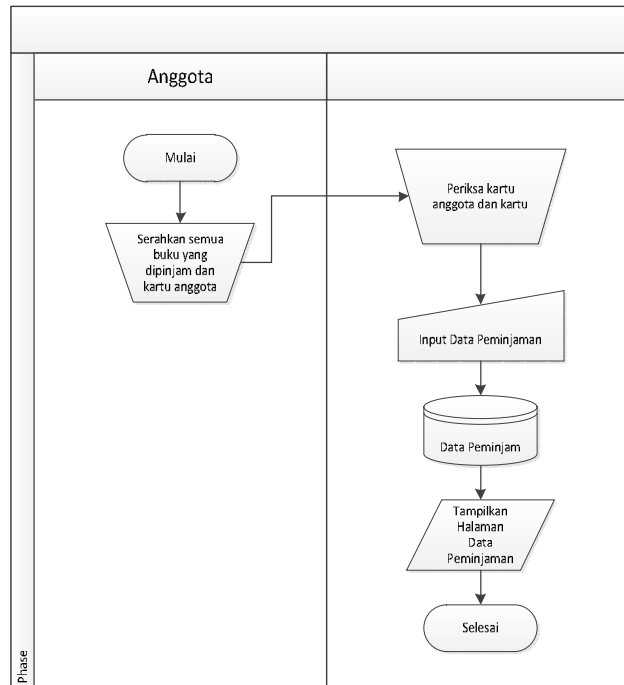 Anggota
Mulai
Serahkan semua
buku yang
dipinjam dan
kartu anggota
Periksa kartu
anggota dan kartu
Input Data Peminjaman
Data Peminjam
Tampilkan
Halaman
Data
Peminjaman
Selesai
Phase